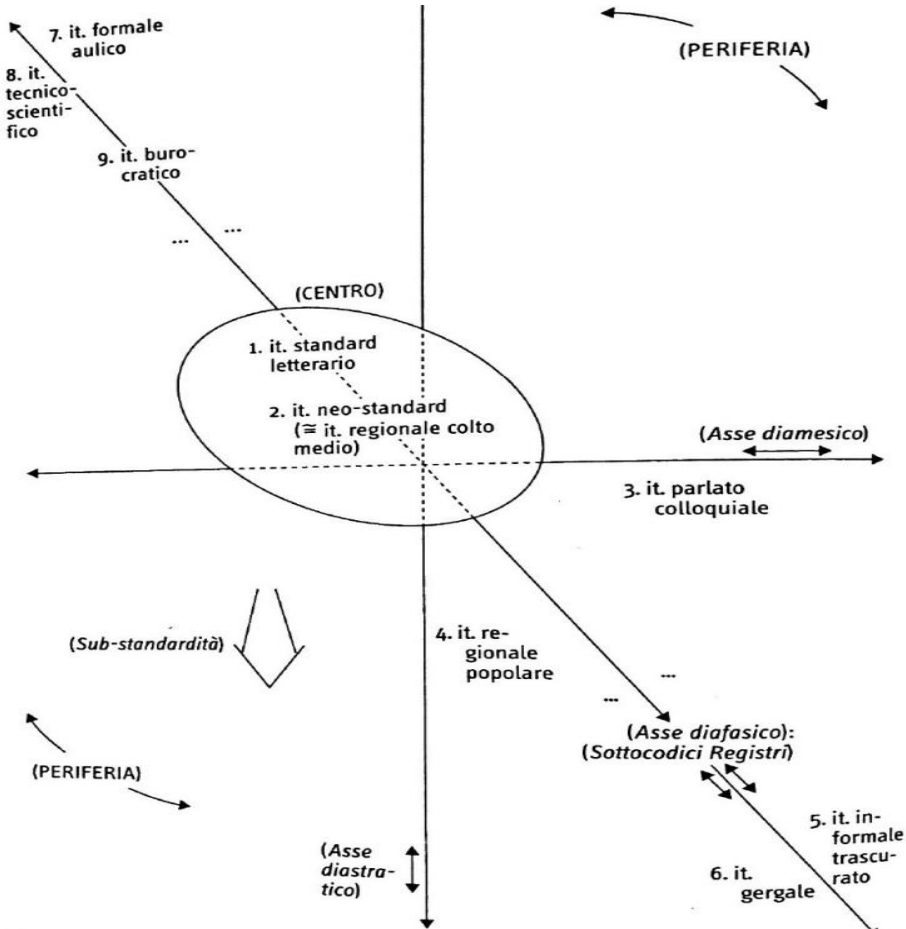 7. it. formale
aulico
(PERIFERIA)
8. it.
tecnico-
scienti-
fico
9. it. buro-
cratico
... ...
(CENTRO)
1. it. standard
letterario
2. it. neo-standard
(≅ it. regionale colto
medio)
(Asse diamesico)
3. it. parlato
colloquiale
(Sub-standardità)
4. it. re-
gionale
popolare
... ...
(Asse diafasico):
(Sottocodici Registri)
(PERIFERIA)
(Asse
diastra-
tico)
5. it. in-
formale
trascu-
rato
6. it.
gergale